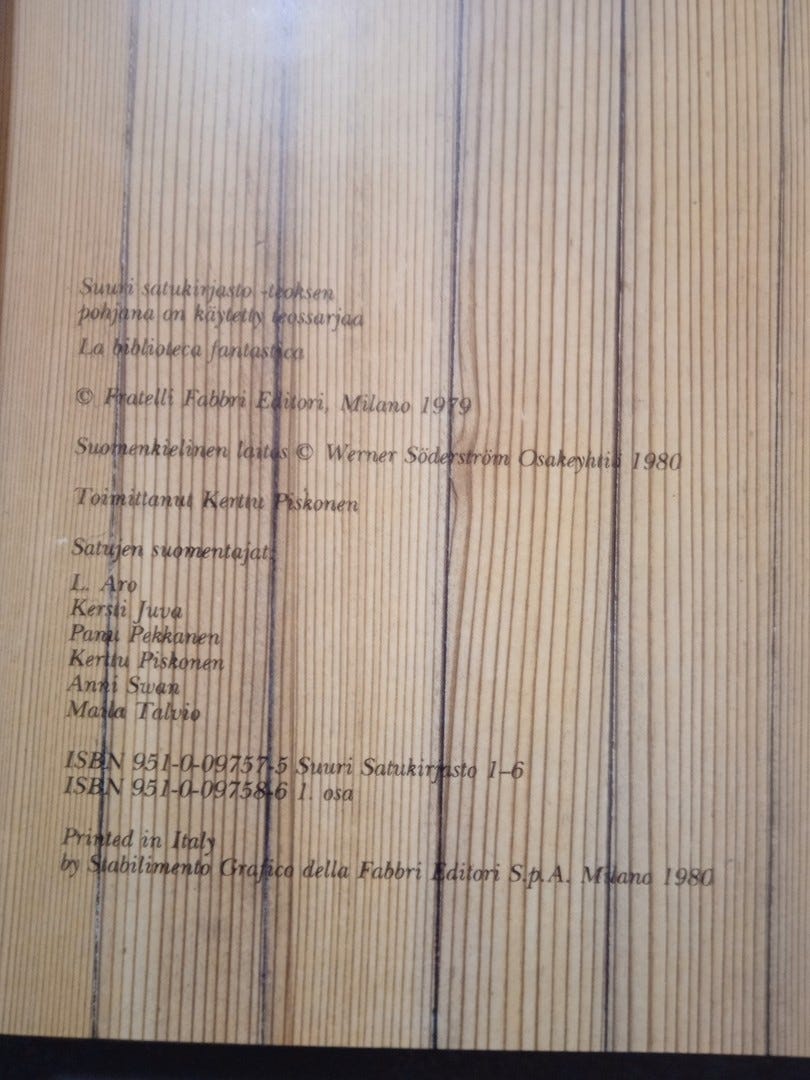 Suuri satukirjasto -teoksen
pohjana on käytetty teossarjaa
La biblioteca fantastica
© Fratelli Fabbri Editori, Milano 1979
Suomenkielinen laitos © Werner Söderström Osakeyhtiö 1980
Toimittanut Kerttu Piskonen
Satujen suomentajat:
L. Aro
Kersti Juva
Panu Pekkanen
Kerttu Piskonen
Anni Swan
Maila Talvio
ISBN 951-0-09757-5 Suuri Satukirjasto 1–6
ISBN 951-0-09758-6 1. osa
Printed in Italy
by Stabilimento Grafico della Fabbri Editori S.p.A. Milano 1980